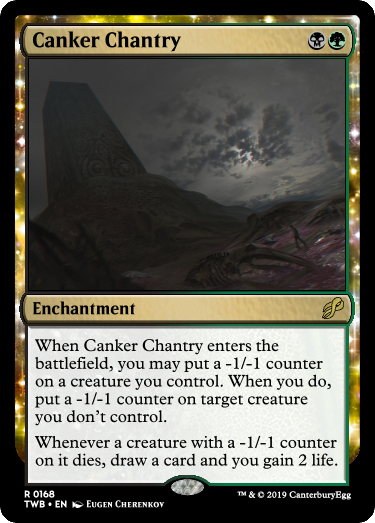 Canker Chantry
Enchantment
When Canker Chantry enters the
battlefield, you may put a -1/-1 counter
on a creature you control. When you do,
put a -1/-1 counter on target creature
you don't control.
Whenever a creature with a -1/-1 counter
on it dies, draw a card and you gain 2 life.
R 0168
TWB • EN Eugen Cherenkov
™ & © 2019 CanterburyEgg